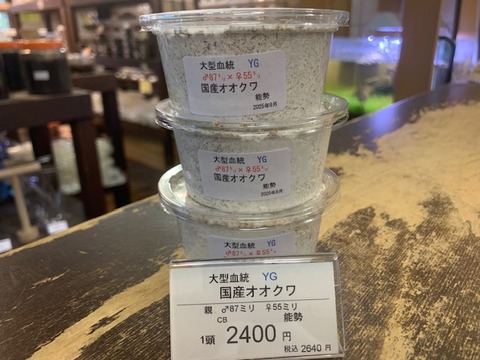 大型血統 YG
♂87ミリ×♀55ミリ
国産オオクワ
能勢
2025年8月
大型血統 YG
♂87ミリ×♀55ミリ
国産オオクワ
能勢
2025年8月
大型血統 YG
♂87ミリ×♀55ミリ
大型血統 YG
国産オオクワ
親 ♂87ミリ ♀55ミリ
CB 能勢
1頭 2400円
税込 2640円